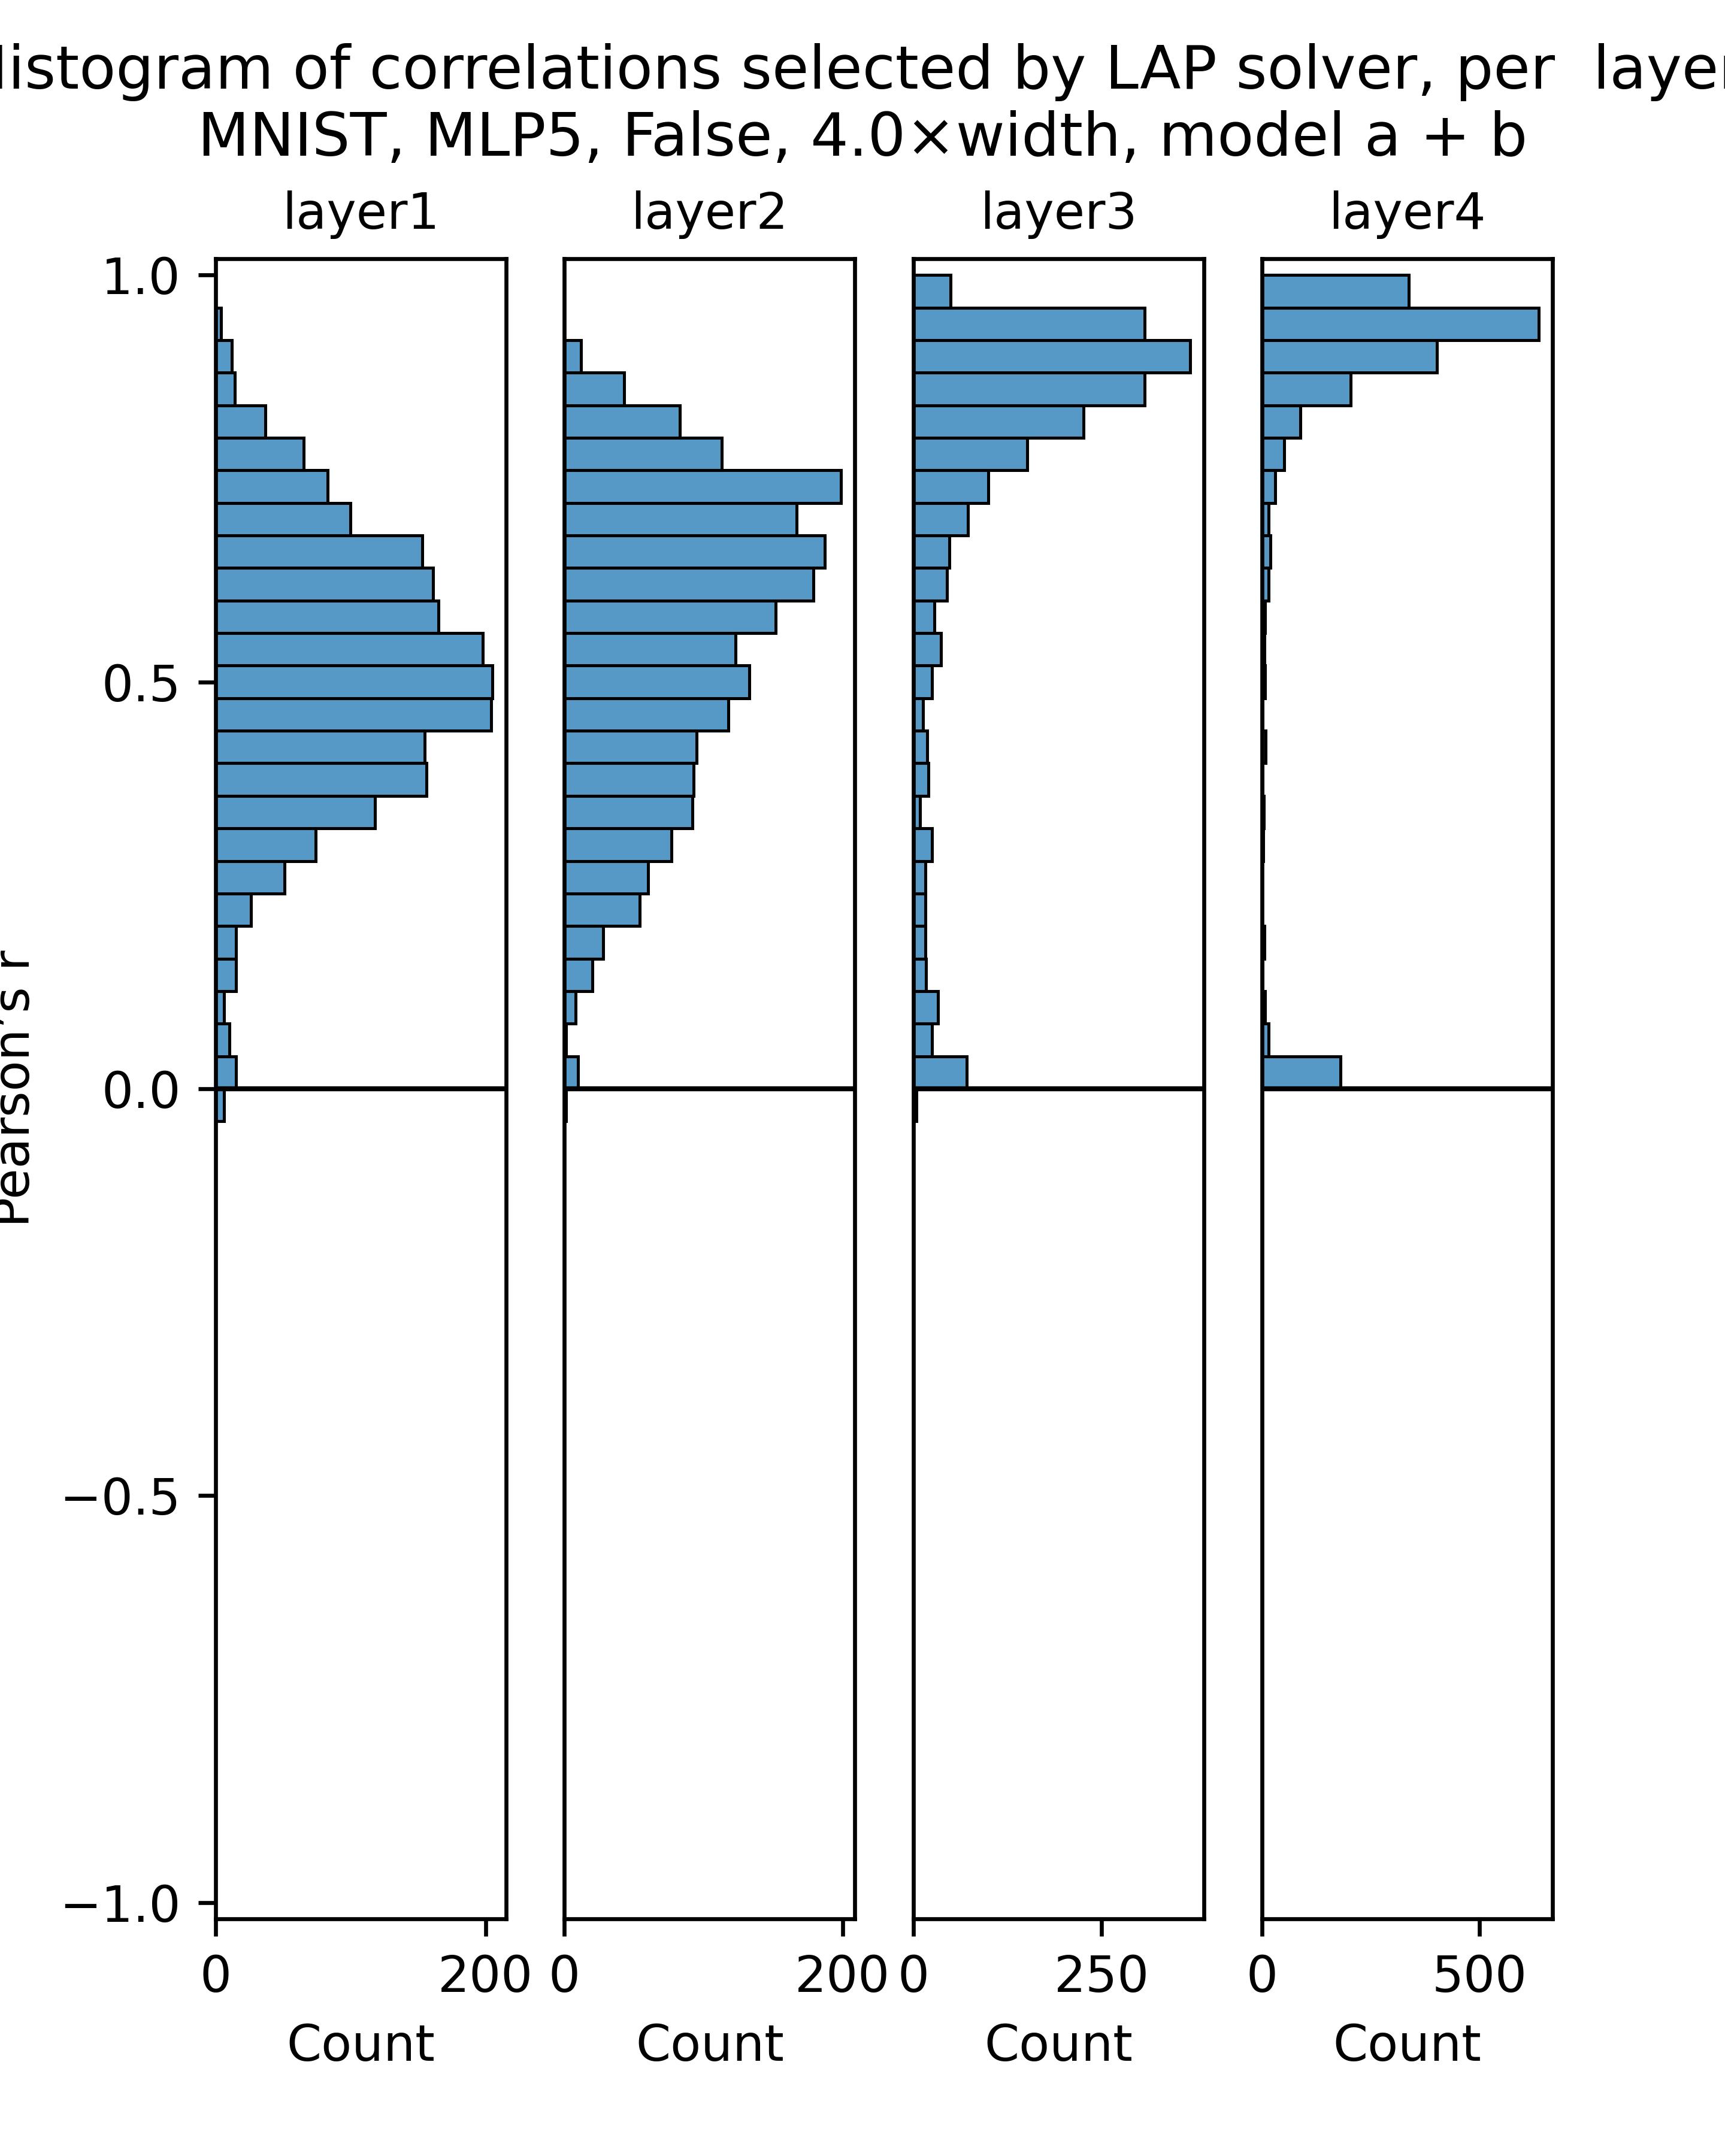 istogram of correlations selected by LAP solver, per layer
MNIST, MLP5, False, 4.0×width, model a + b
layer1 layer2 layer3 layer4
1.0
0.5
0.0
−0.5
−1.0
Pearson's r
0 200 0 200 0 250 0 500
Count Count Count Count